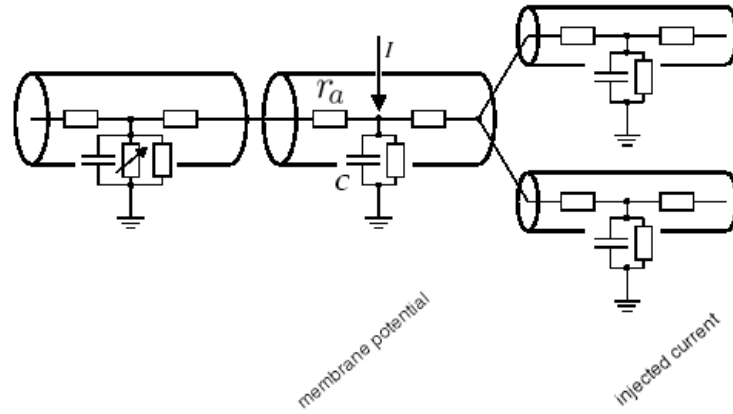 I
r_a
c
membrane potential
injected current